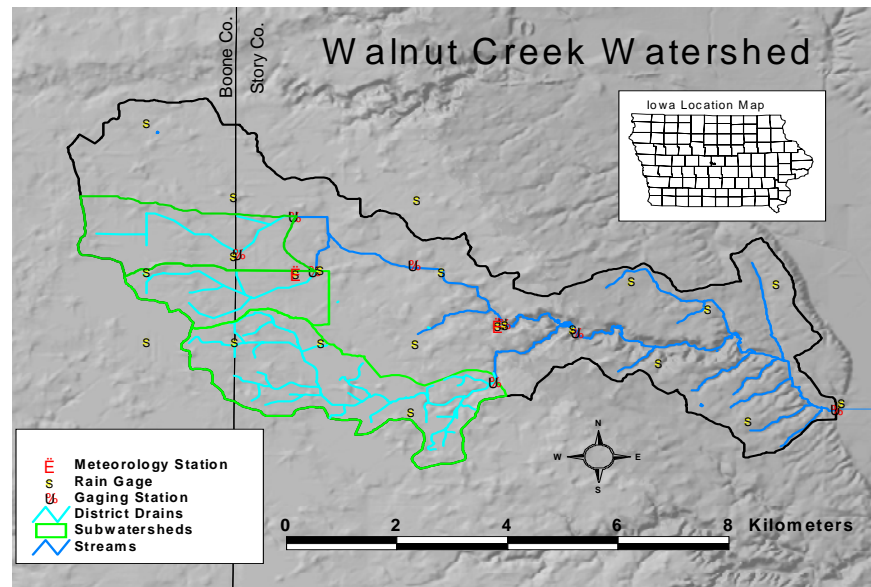 Walnut Creek Watershed
Boone Co.
Story Co.
Iowa Location Map
N
W E
S
Meteorology Station
Rain Gage
Gaging Station
District Drains
Subwatersheds
Streams
0 2 4 6 8 Kilometers